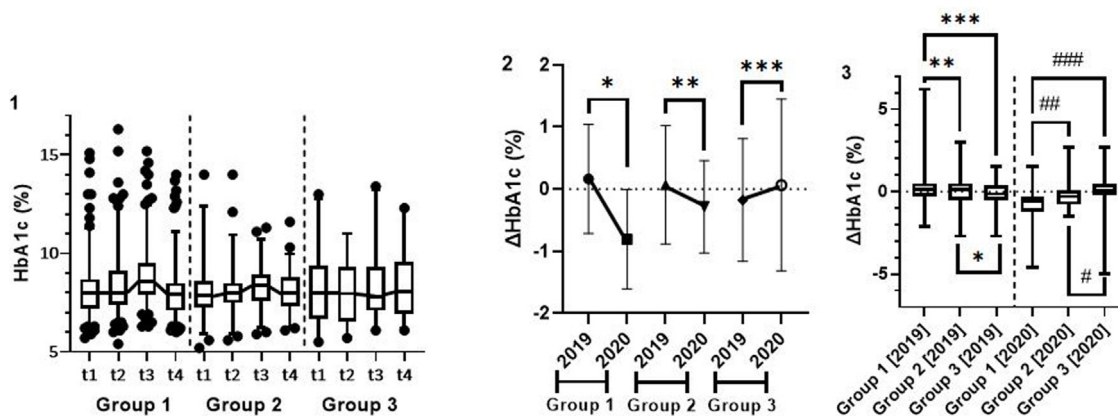 1
HbA1c (%)
15
10
5
t1 t2 t3 t4 t1 t2 t3 t4 t1 t2 t3 t4
Group 1 Group 2 Group 3
2
ΔHbA1c (%)
2
1
0
-1
-2
* ** ***
2019 2020 2019 2020 2019 2020
Group 1 Group 2 Group 3
3
ΔHbA1c (%)
5
0
-5
***
**
*
###
##
#
Group 1 [2019]
Group 2 [2019]
Group 3 [2019]
Group 1 [2020]
Group 2 [2020]
Group 3 [2020]